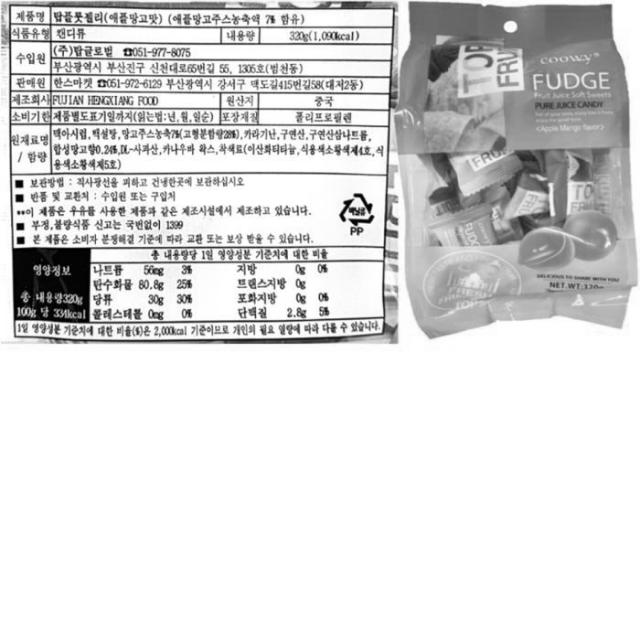 제품명 탑플풋젤리(애플망고맛) (애플망고주스농축액 7% 함유)
식품유형 캔디류 내용량 320g(1,090kcal)
수입원 (주)탑글로벌 ☎051-977-8075
부산광역시 부산진구 신천대로65번길 55, 1305호(범천동)
판매원 한스마켓 ☎051-972-6129 부산광역시 강서구 맥도길415번길58(대저2동)
제조회사 FUJIAN HENGXIANG FOOD 원산지 중국
소비기한 제품별도표기일까지(읽는법:년,월,일순) 포장재질 폴리프로필렌
원재료명/함량 맥아시럽, 백설탕, 망고주스농축7%(고형분함량28%), 카라기난, 구연산, 구연산삼나트륨,
합성망고향0.24%, DL-사과산, 카나우바 왁스, 착색료(이산화티타늄, 식용색소황색제4호, 식
용색소황색제5호)
■ 보관방법 : 직사광선을 피하고 건냉한곳에 보관하십시오
■ 반품 및 교환처 : 수입원 또는 구입처
**이 제품은 우유를 사용한 제품과 같은 제조시설에서 제조하고 있습니다.
■ 부정,불량식품 신고는 국번없이 1399
■ 본 제품은 소비자 분쟁해결 기준에 따라 교환 또는 보상 받을 수 있습니다.
비닐류
PP
영양정보
총 내용량320g
100g 당 334kcal
총 내용량당 1일 영양성분 기준치에 대한 비율
나트륨 56mg 3% 지방 0g 0%
탄수화물 80.8g 25% 트랜스지방 0g
당류 30g 30% 포화지방 0g 0%
콜레스테롤 0mg 0% 단백질 2.8g 5%
1일 영양성분 기준치에 대한 비율(%)은 2,000kcal 기준이므로 개인의 필요 열량에 따라 다를 수 있습니다.
COOWY
FUDGE
Fruit Juice Soft Sweets
PURE JUICE CANDY
<Apple Mango flavor>
TOP
FRU
DELICIOUS TO SHARE WITH YOU
NET.WT:320g